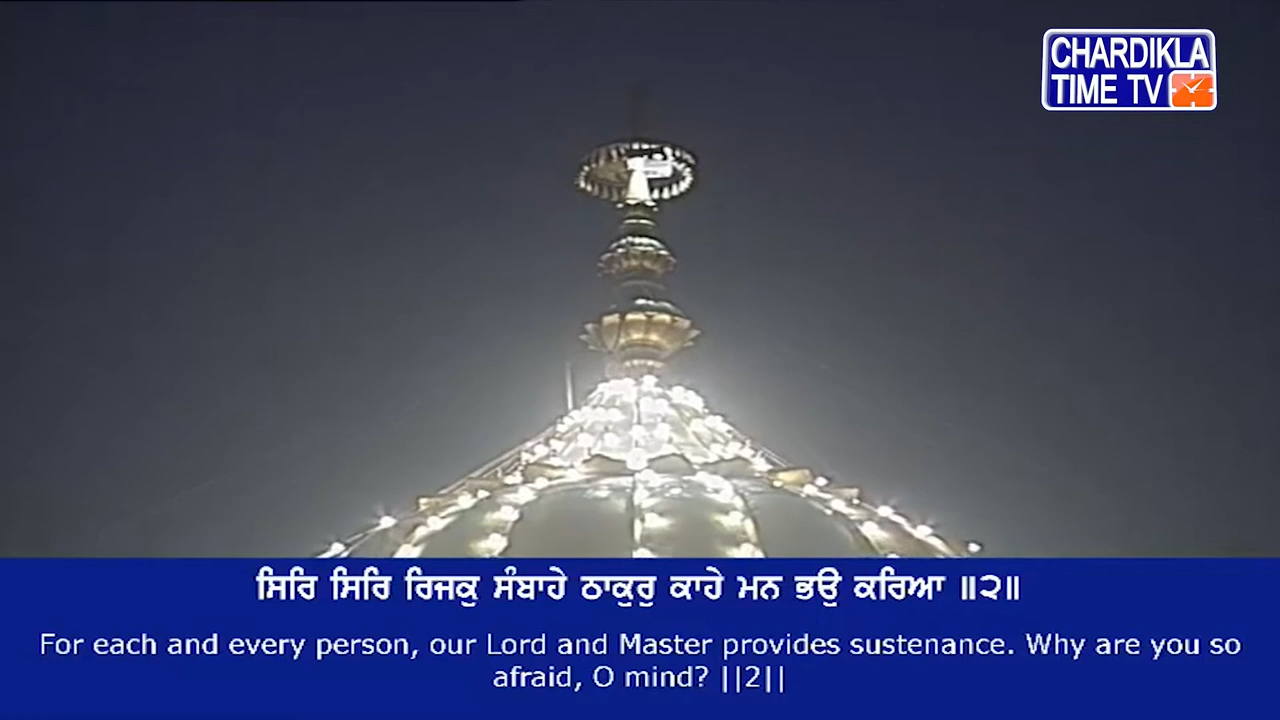 CHARDIKLA
TIME TV
ਸਿਰਿ ਸਿਰਿ ਰਿਜਕੁ ਸੰਬਾਹੇ ਠਾਕੁਰੁ ਕਾਹੇ ਮਨ ਭਉ ਕਰਿਆ ॥੨॥
For each and every person, our Lord and Master provides sustenance. Why are you so
afraid, O mind? ||2||